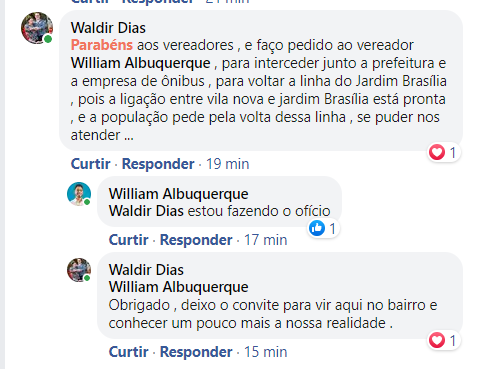 Curtir · Responder · 21 min
Waldir Dias
Parabéns aos vereadores , e faço pedido ao vereador
William Albuquerque , para interceder junto a prefeitura e
a empresa de ônibus , para voltar a linha do Jardim Brasília
, pois a ligação entre vila nova e jardim Brasília está pronta
, e a população pede pela volta dessa linha , se puder nos
atender ...
1
Curtir · Responder · 19 min
William Albuquerque
Waldir Dias estou fazendo o ofício
1
Curtir · Responder · 17 min
Waldir Dias
William Albuquerque
Obrigado , deixo o convite para vir aqui no bairro e
conhecer um pouco mais a nossa realidade .
1
Curtir · Responder · 15 min